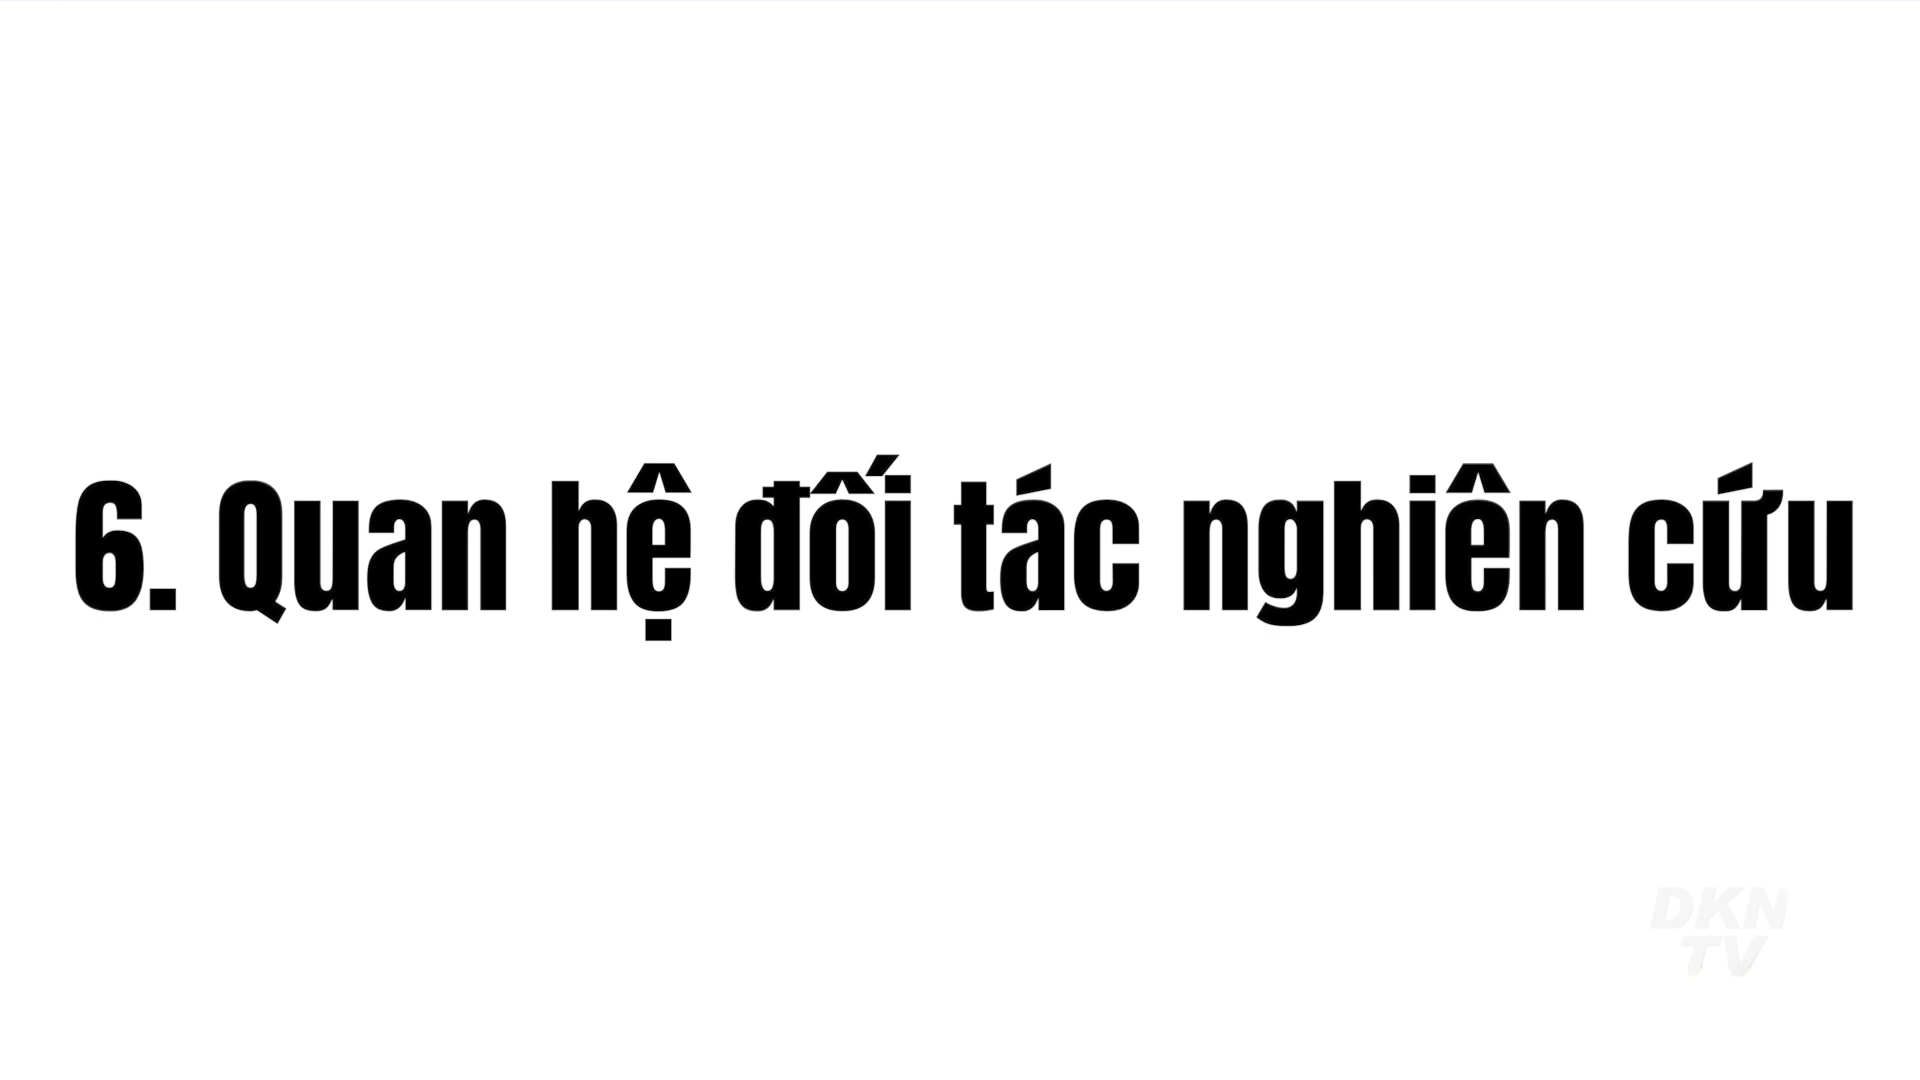 6. Quan hệ đối tác nghiên cứu
DKN
TV